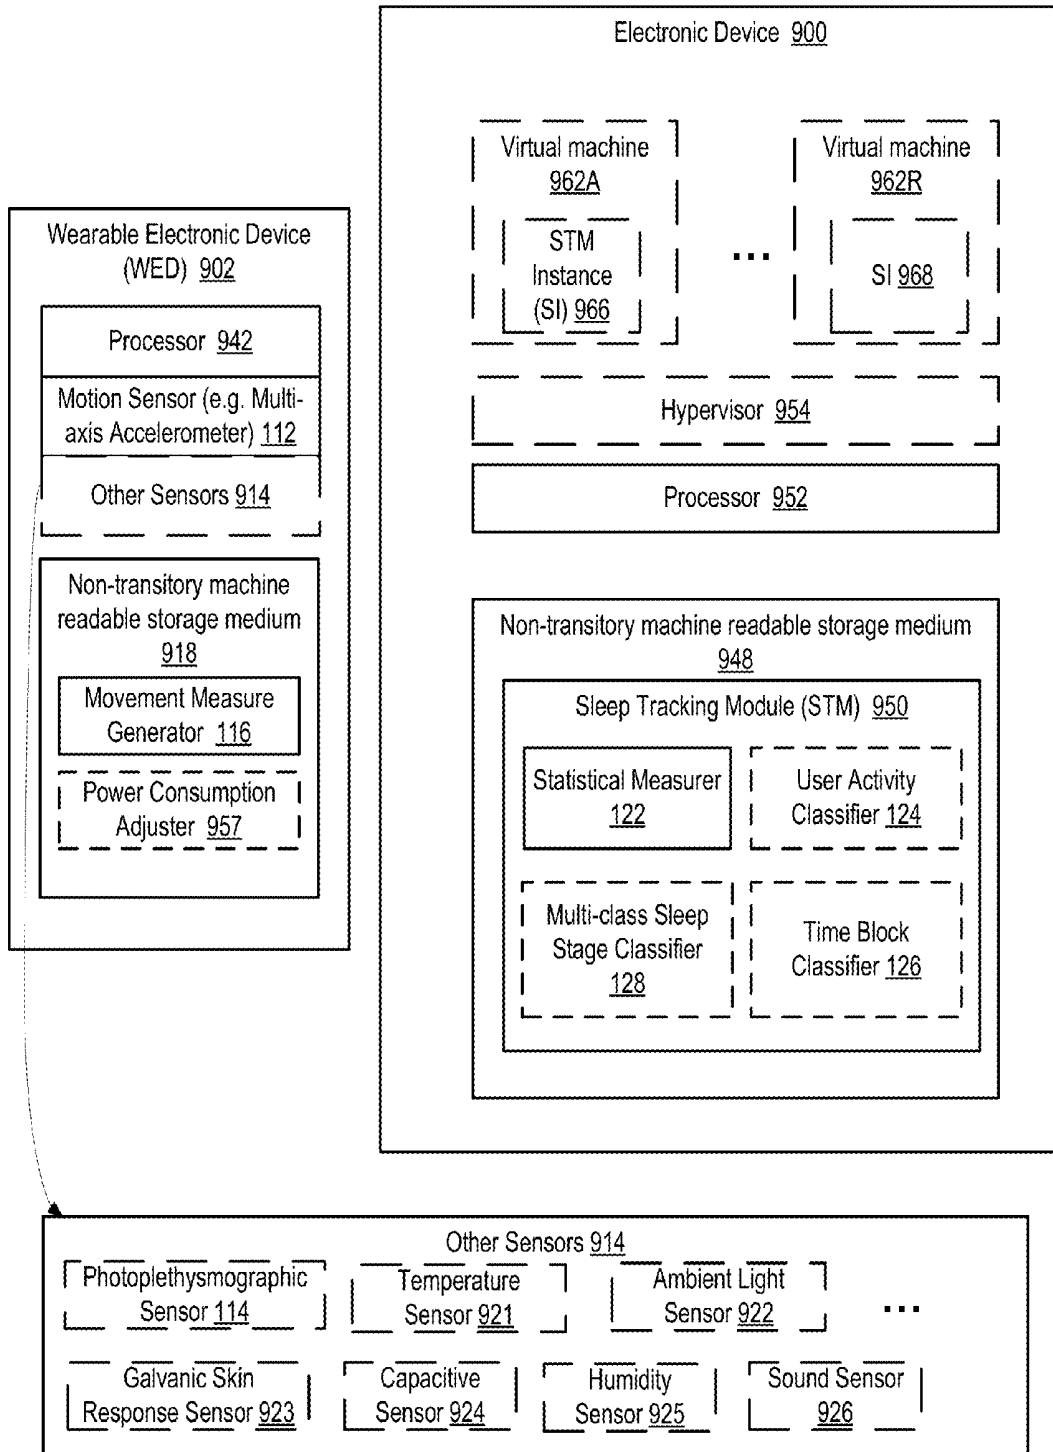 Electronic Device 900
Virtual machine
962A
STM
Instance
(SI) 966
...
Virtual machine
962R
SI 968
Hypervisor 954
Processor 952
Non-transitory machine readable storage medium
948
Sleep Tracking Module (STM) 950
Statistical Measurer
122
User Activity
Classifier 124
Multi-class Sleep
Stage Classifier
128
Time Block
Classifier 126
Wearable Electronic Device
(WED) 902
Processor 942
Motion Sensor (e.g. Multi-
axis Accelerometer) 112
Other Sensors 914
Non-transitory machine
readable storage medium
918
Movement Measure
Generator 116
Power Consumption
Adjuster 957
Other Sensors 914
Photoplethysmographic
Sensor 114
Temperature
Sensor 921
Ambient Light
Sensor 922
...
Galvanic Skin
Response Sensor 923
Capacitive
Sensor 924
Humidity
Sensor 925
Sound Sensor
926